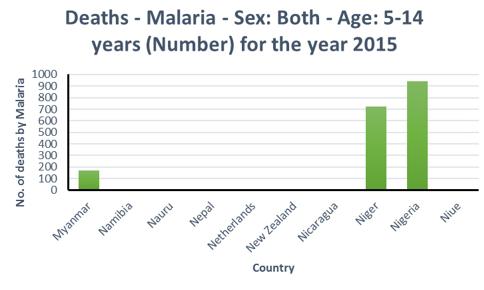 Deaths - Malaria - Sex: Both - Age: 5-14
years (Number) for the year 2015
No. of deaths by Malaria
1000
900
800
700
600
500
400
300
200
100
0
Myanmar
Namibia
Nauru
Nepal
Netherlands
New Zealand
Nicaragua
Niger
Nigeria
Niue
Country